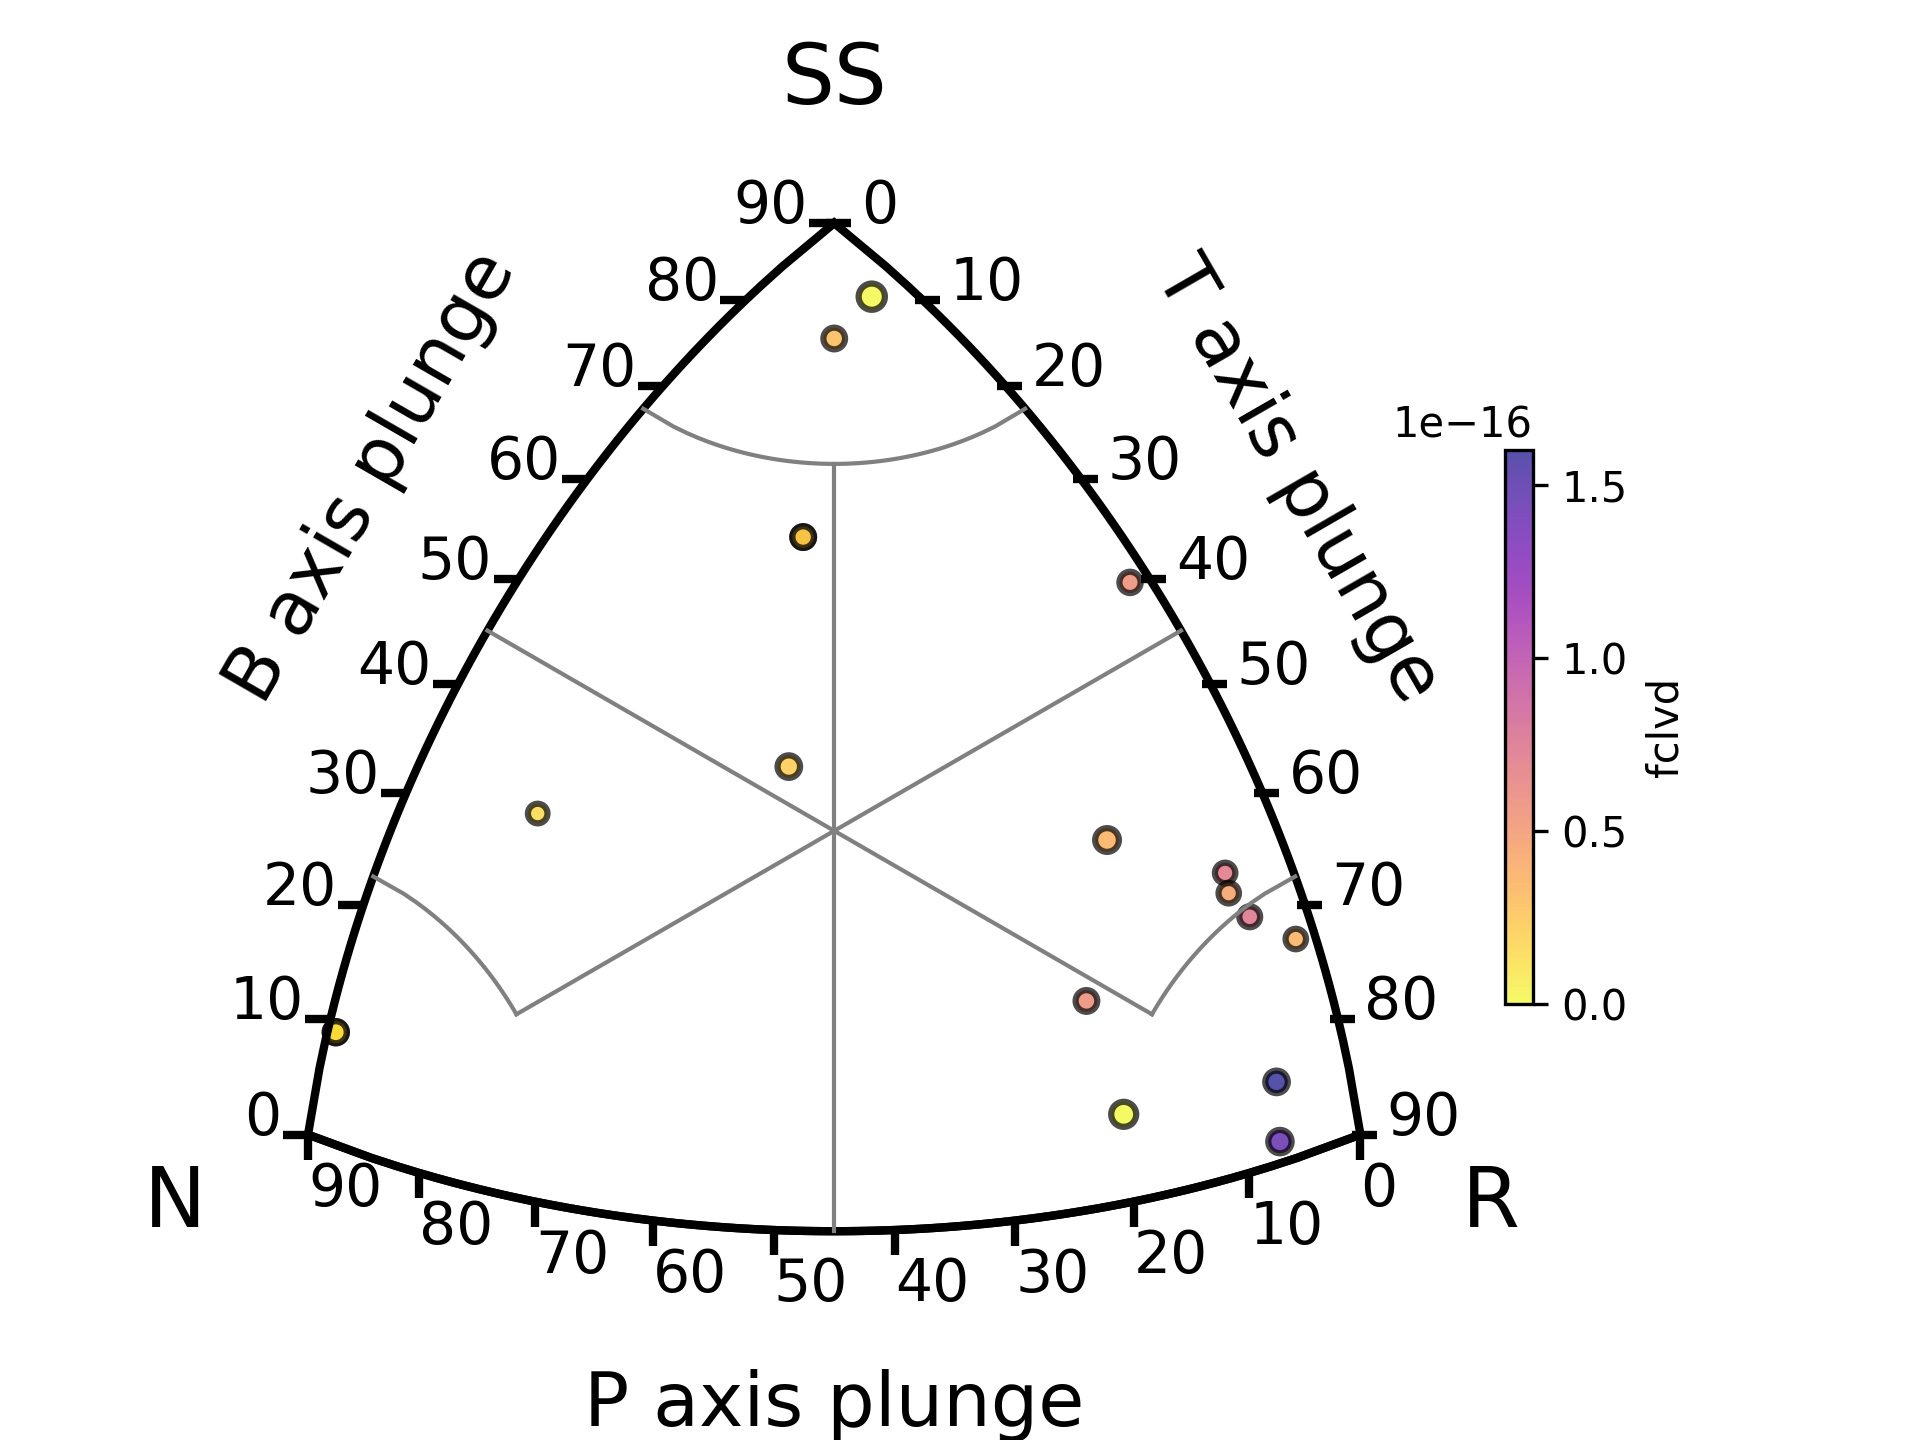 SS
90 0
80 10
70 20
60 30
50 40
40 50
30 60
20 70
10 80
0 90
B axis plunge
T axis plunge
N R
90 80 70 60 50 40 30 20 10 0
P axis plunge
1e−16
1.5
1.0
0.5
0.0
fclvd